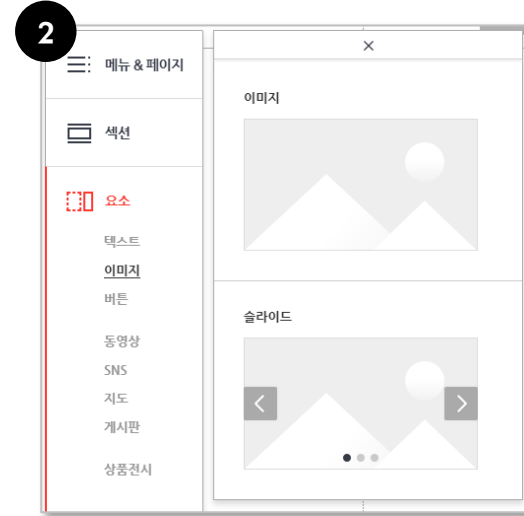 2
메뉴 & 페이지
섹션
요소
텍스트
이미지
버튼
동영상
SNS
지도
게시판
상품전시
이미지
슬라이드